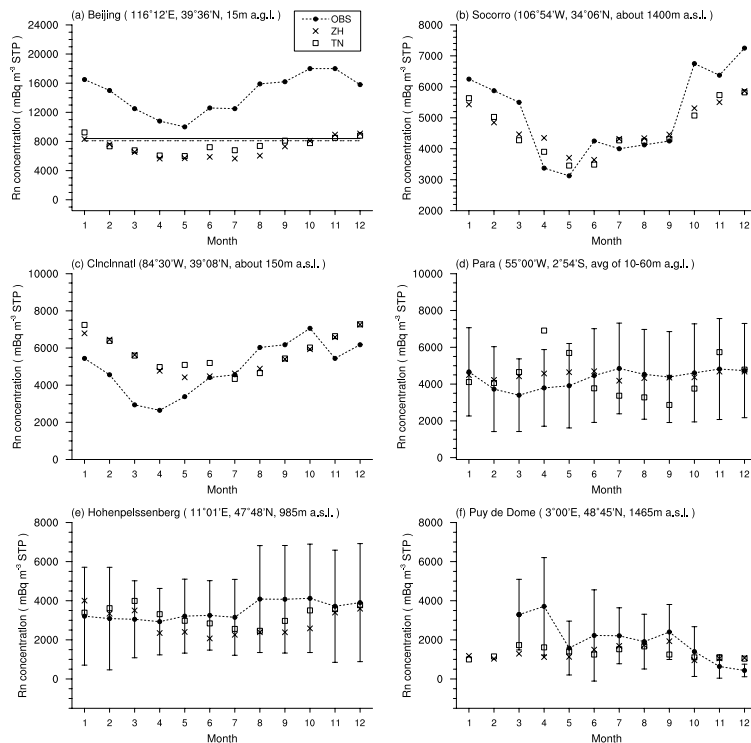 (a) Beijing ( 116°12'E, 39°36'N, 15m a.g.l. )
OBS
ZH
TN
24000
20000
16000
12000
8000
4000
0
Rn concentration ( mBq m-3 STP )
1 2 3 4 5 6 7 8 9 10 11 12
Month
(b) Socorro (106°54'W, 34°06'N, about 1400m a.s.l. )
8000
7000
6000
5000
4000
3000
2000
Rn concentration ( mBq m-3 STP )
1 2 3 4 5 6 7 8 9 10 11 12
Month
(c) CIncInnatI (84°30'W, 39°08'N, about 150m a.s.l. )
10000
8000
6000
4000
2000
0
Rn concentration ( mBq m-3 STP )
1 2 3 4 5 6 7 8 9 10 11 12
Month
(d) Para ( 55°00'W, 2°54'S, avg of 10-60m a.g.l. )
10000
8000
6000
4000
2000
0
Rn concentration ( mBq m-3 STP )
1 2 3 4 5 6 7 8 9 10 11 12
Month
(e) Hohenpeissenberg ( 11°01'E, 47°48'N, 985m a.s.l. )
8000
6000
4000
2000
0
Rn concentration ( mBq m-3 STP )
1 2 3 4 5 6 7 8 9 10 11 12
Month
(f) Puy de Dome ( 3°00'E, 48°45'N, 1465m a.s.l. )
8000
6000
4000
2000
0
Rn concentration ( mBq m-3 STP )
1 2 3 4 5 6 7 8 9 10 11 12
Month